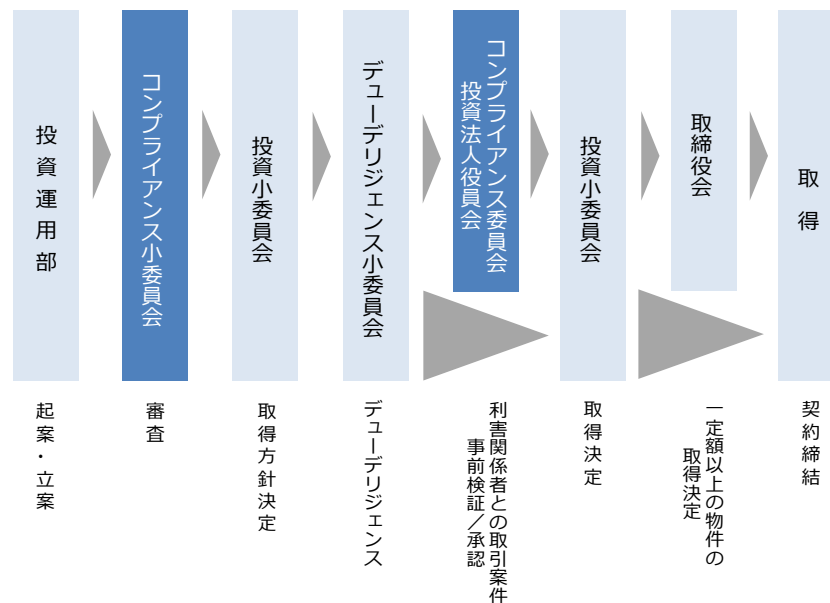 投資運用部
コンプライアンス小委員会
投資小委員会
デューデリジェンス小委員会
コンプライアンス委員会
投資法人役員会
投資小委員会
取締役会
取得
起案・立案
審査
取得方針決定
デューデリジェンス
利害関係者との取引案件
事前検証／承認
取得決定
一定額以上の物件の
取得決定
契約締結